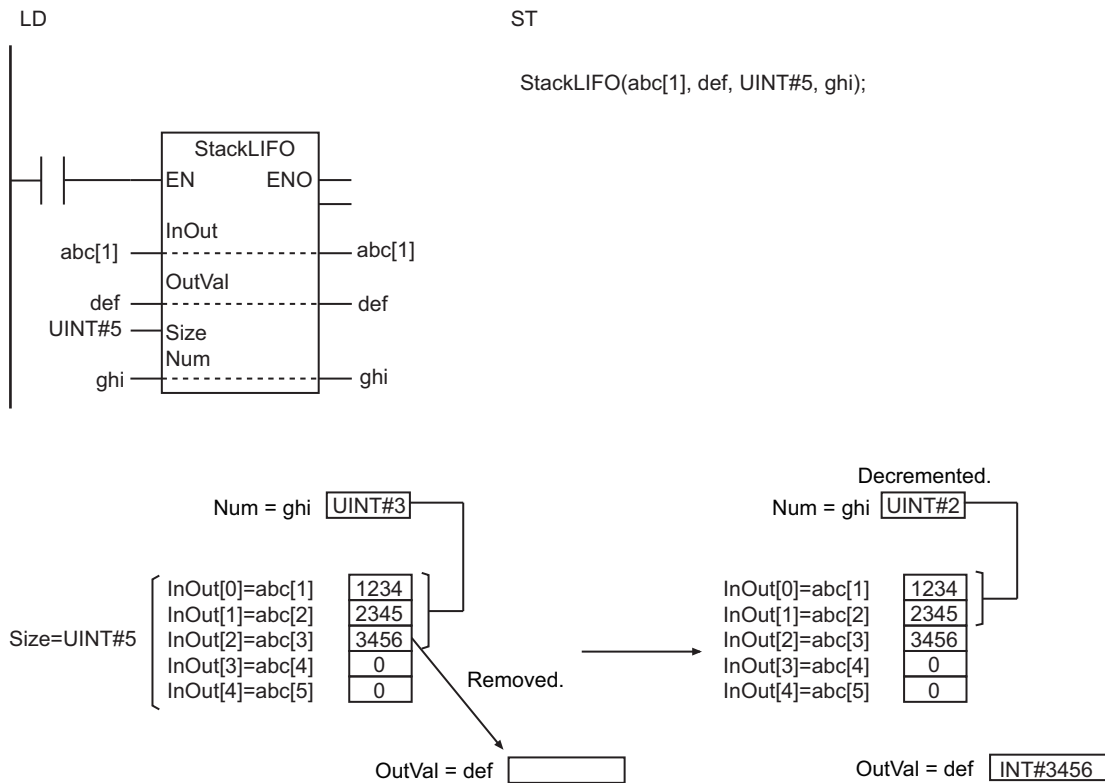 LD
ST
StackLIFO(abc[1], def, UINT#5, ghi);
StackLIFO
EN ENO
InOut
abc[1] abc[1]
OutVal
def def
UINT#5 Size
Num
ghi ghi
Decremented.
Num = ghi UINT#3
Num = ghi UINT#2
Size=UINT#5
InOut[0]=abc[1] 1234
InOut[1]=abc[2] 2345
InOut[2]=abc[3] 3456
InOut[3]=abc[4] 0
InOut[4]=abc[5] 0
Removed.
OutVal = def
InOut[0]=abc[1] 1234
InOut[1]=abc[2] 2345
InOut[2]=abc[3] 3456
InOut[3]=abc[4] 0
InOut[4]=abc[5] 0
OutVal = def INT#3456